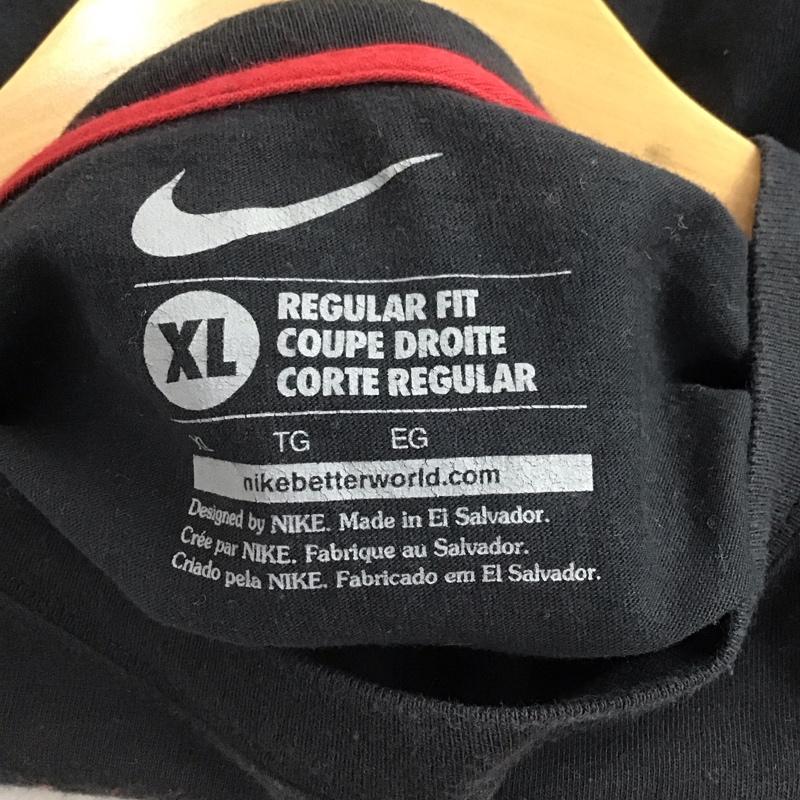 XL
REGULAR FIT
COUPE DROITE
CORTE REGULAR
XL TG EG
nikebetterworld.com
Designed by NIKE. Made in El Salvador.
Crée par NIKE. Fabrique au Salvador.
Criado pela NIKE. Fabricado em El Salvador.